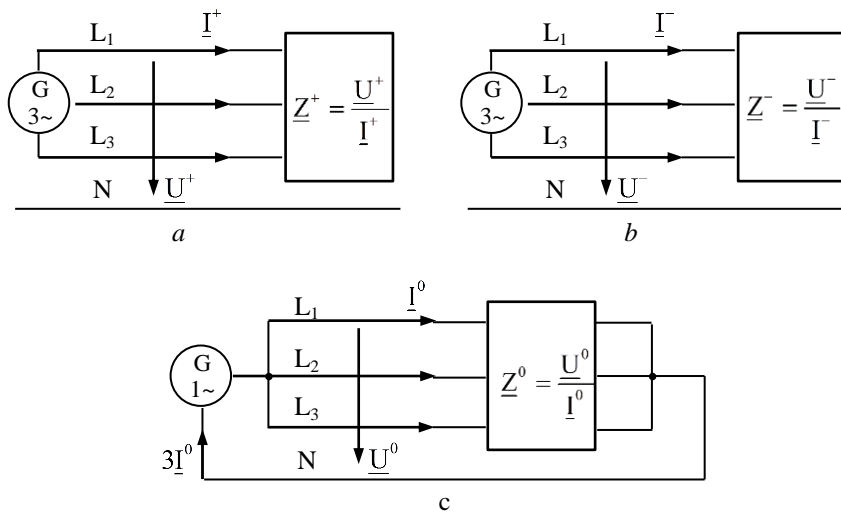 L₁ I⁺
G 3~ L₂ Z⁺ = U⁺/I⁺
L₃
N U⁺
a
L₁ I⁻
G 3~ L₂ Z⁻ = U⁻/I⁻
L₃
N U⁻
b
L₁ I⁰
G 1~ L₂ Z⁰ = U⁰/I⁰
L₃
3I⁰ N U⁰
c